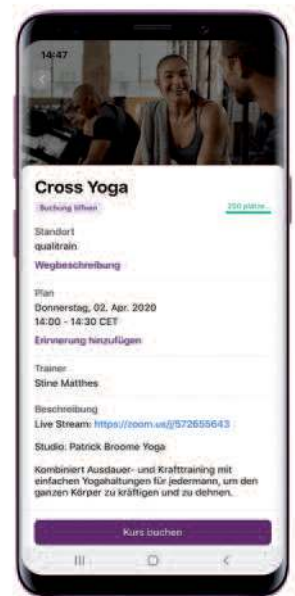 14:47
Cross Yoga
Buchung öffnen
250 plätze...
Standort
qualitrain
Wegbeschreibung
Plan
Donnerstag, 02. Apr. 2020
14:00 - 14:30 CET
Erinnerung hinzufügen
Trainer
Stine Matthes
Beschreibung
Live Stream: https://zoom.us/j/572655643
Studio: Patrick Broome Yoga
Kombiniert Ausdauer- und Krafttraining mit
einfachen Yogahaltungen für jedermann, um den
ganzen Körper zu kräftigen und zu dehnen.
Kurs buchen